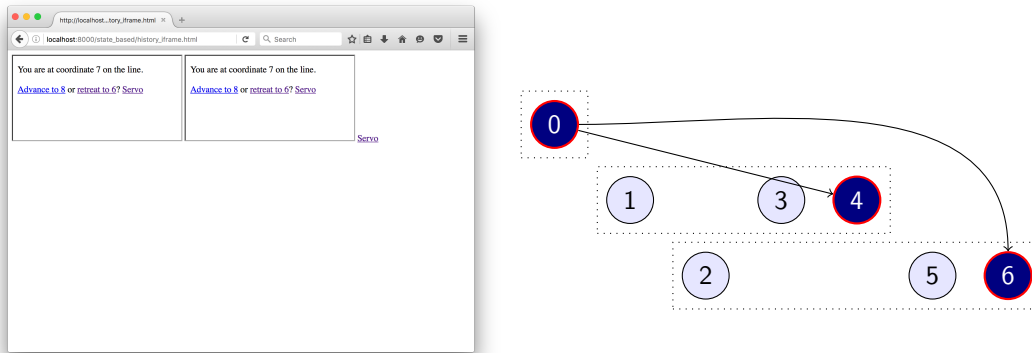 http://localhost...tory_iframe.html
localhost:8000/state_based/history_iframe.html
Search
You are at coordinate 7 on the line.
Advance to 8 or retreat to 6? Servo
You are at coordinate 7 on the line.
Advance to 8 or retreat to 6? Servo
Servo
0
1 3 4
2 5 6